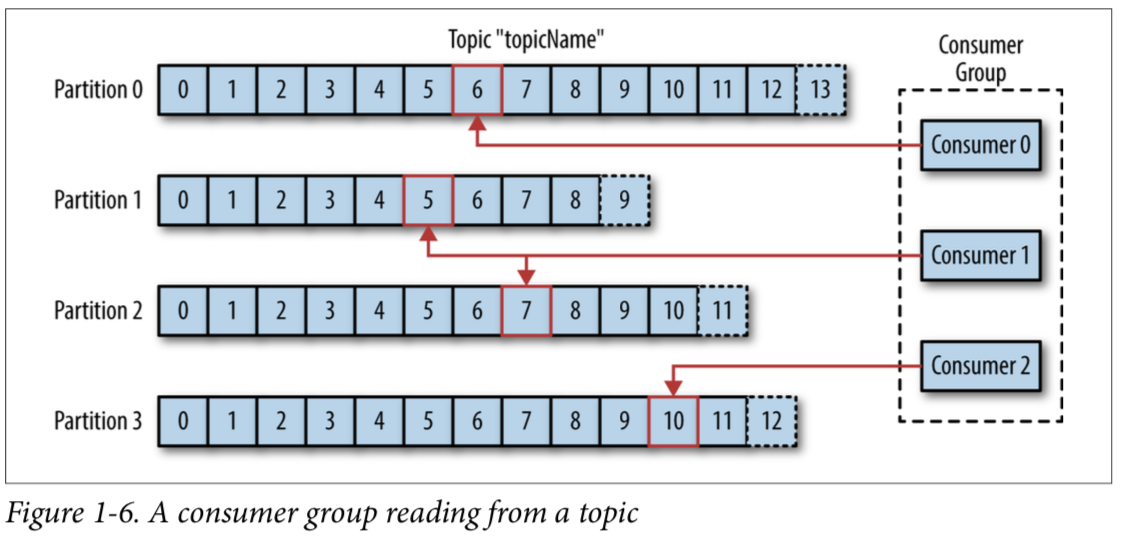 Topic "topicName"
Consumer
Group
Partition 0 0 1 2 3 4 5 6 7 8 9 10 11 12 13
Consumer 0
Partition 1 0 1 2 3 4 5 6 7 8 9
Consumer 1
Partition 2 0 1 2 3 4 5 6 7 8 9 10 11
Consumer 2
Partition 3 0 1 2 3 4 5 6 7 8 9 10 11 12
Figure 1-6. A consumer group reading from a topic